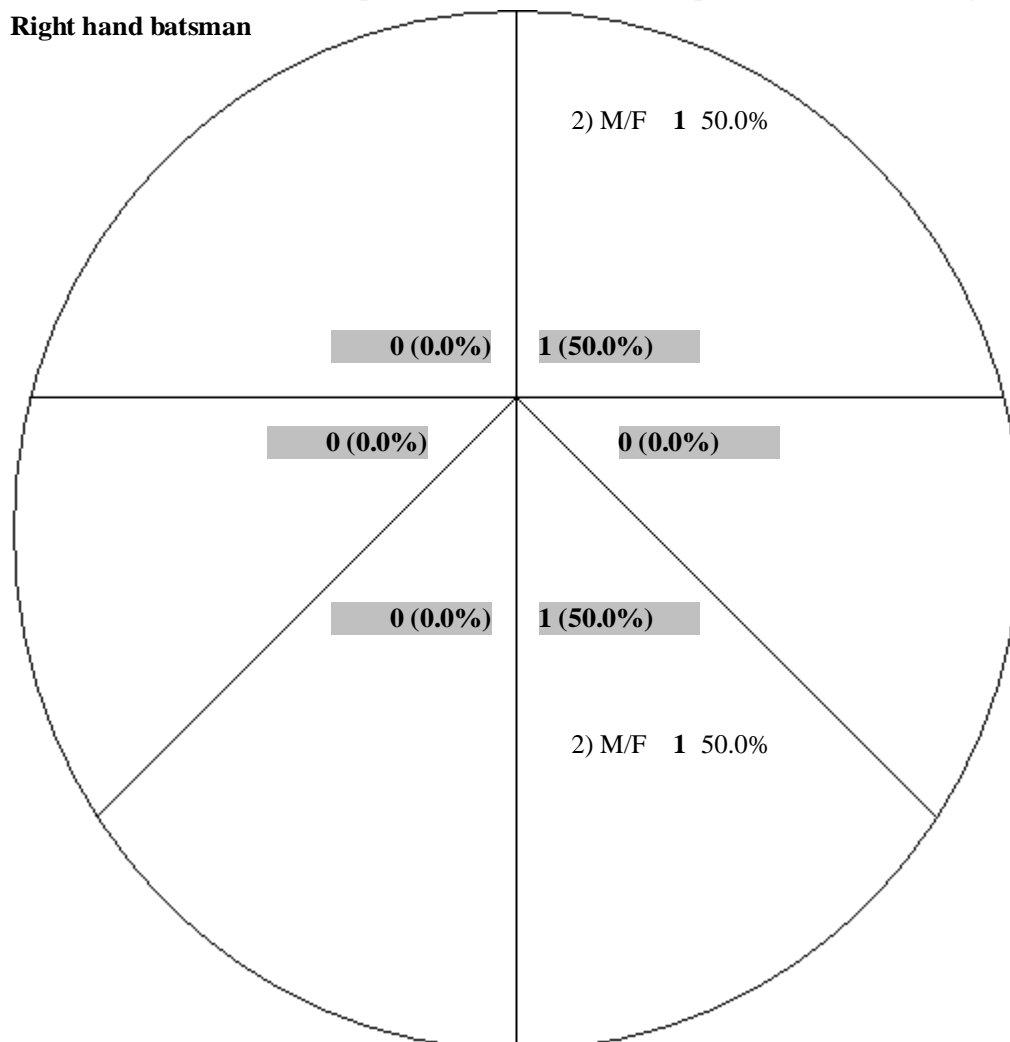 Right hand batsman
2) M/F 1 50.0%
0 (0.0%) 1 (50.0%)
0 (0.0%) 0 (0.0%)
0 (0.0%) 1 (50.0%)
2) M/F 1 50.0%